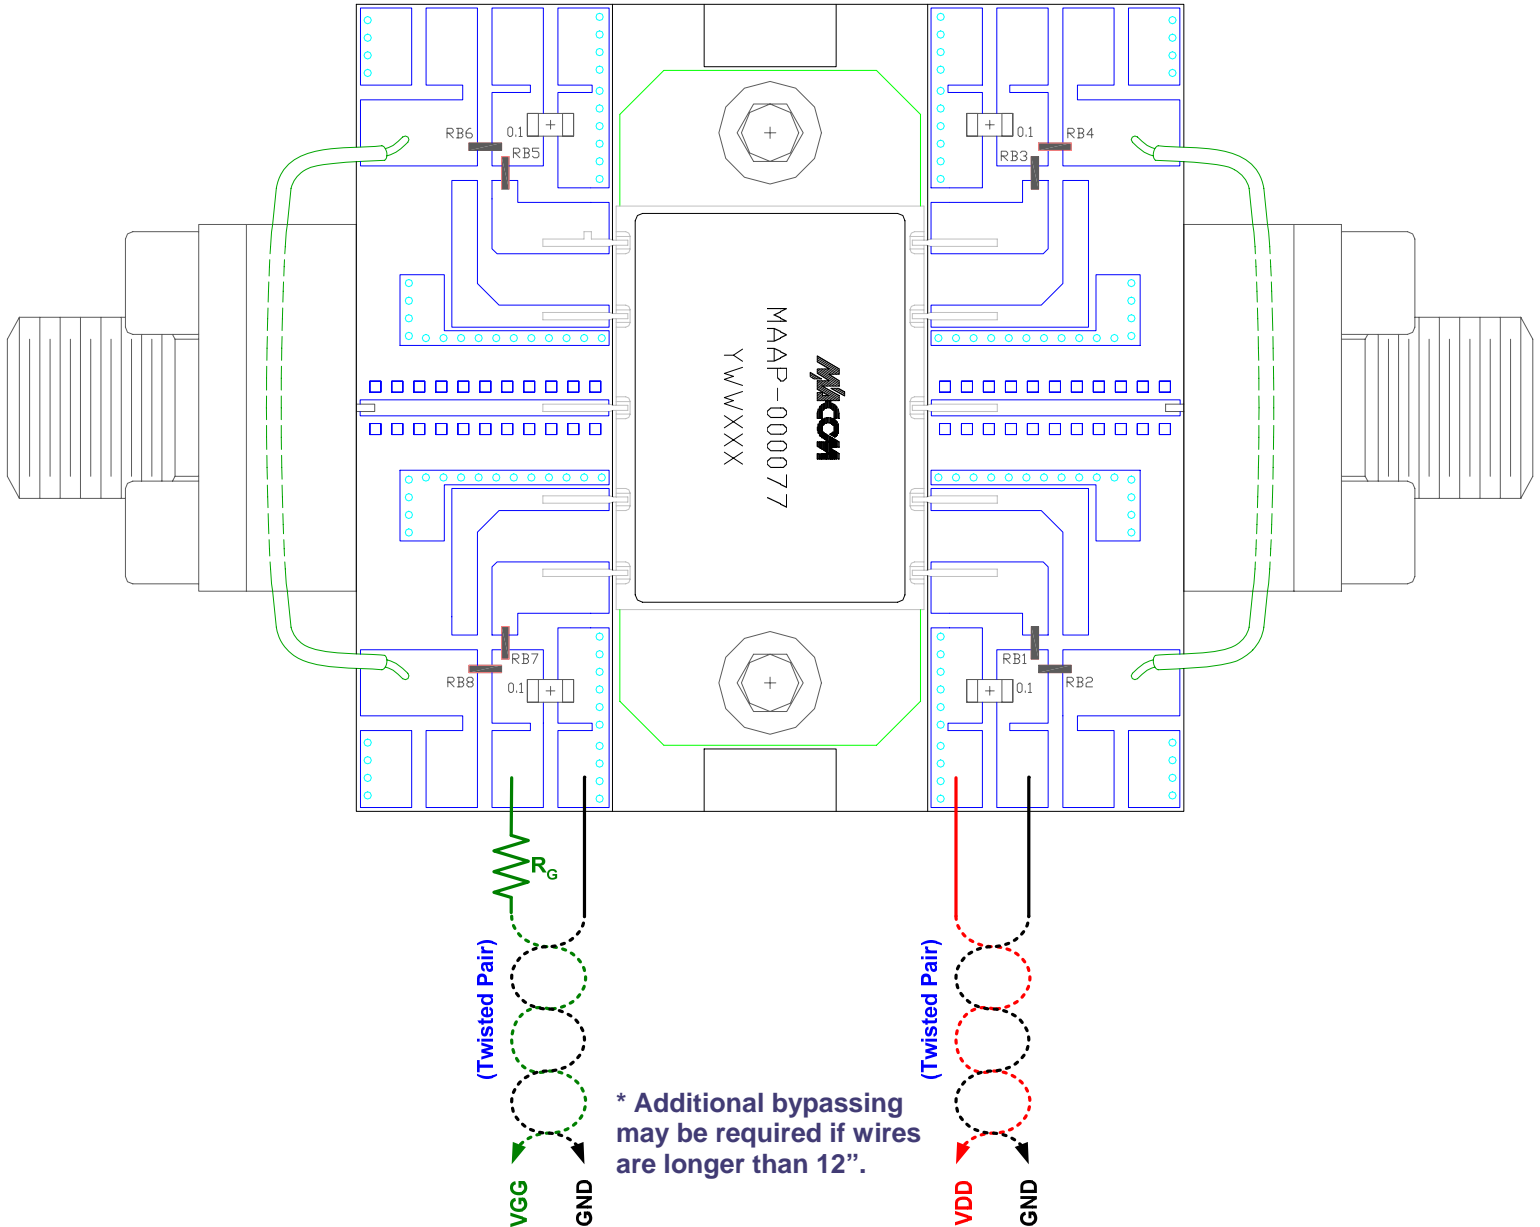 RB6
0.1
RB5
0.1
RB4
RB3
M/ACOM
MAAP-000077
YWWXXX
RB7
RB8
0.1
RB1
0.1
RB2
RG
(Twisted Pair)
(Twisted Pair)
* Additional bypassing
may be required if wires
are longer than 12”.
VGG
GND
VDD
GND